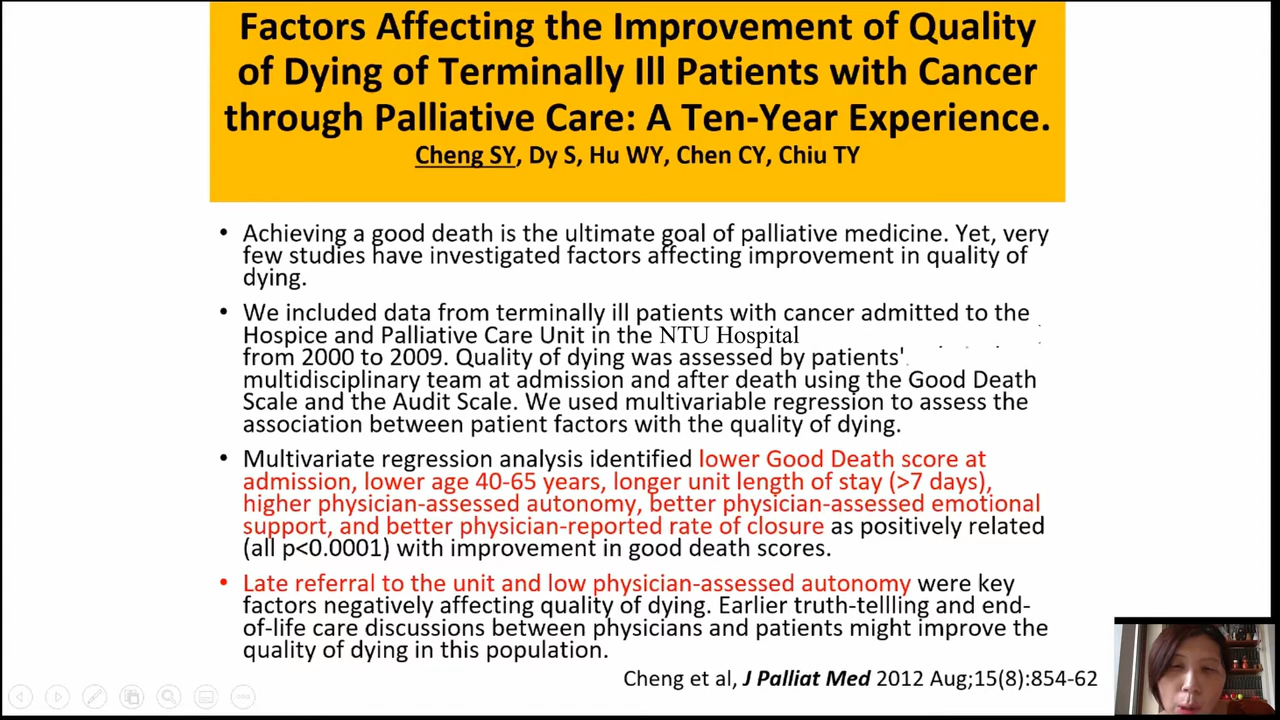 Factors Affecting the Improvement of Quality
of Dying of Terminally Ill Patients with Cancer
through Palliative Care: A Ten-Year Experience.
Cheng SY, Dy S, Hu WY, Chen CY, Chiu TY
• Achieving a good death is the ultimate goal of palliative medicine. Yet, very
few studies have investigated factors affecting improvement in quality of
dying.
• We included data from terminally ill patients with cancer admitted to the
Hospice and Palliative Care Unit in the NTU Hospital
from 2000 to 2009. Quality of dying was assessed by patients'
multidisciplinary team at admission and after death using the Good Death
Scale and the Audit Scale. We used multivariable regression to assess the
association between patient factors with the quality of dying.
• Multivariate regression analysis identified lower Good Death score at
admission, lower age 40-65 years, longer unit length of stay (>7 days),
higher physician-assessed autonomy, better physician-assessed emotional
support, and better physician-reported rate of closure as positively related
(all p<0.0001) with improvement in good death scores.
• Late referral to the unit and low physician-assessed autonomy were key
factors negatively affecting quality of dying. Earlier truth-tellling and end-
of-life care discussions between physicians and patients might improve the
quality of dying in this population.
Cheng et al, J Palliat Med 2012 Aug;15(8):854-62